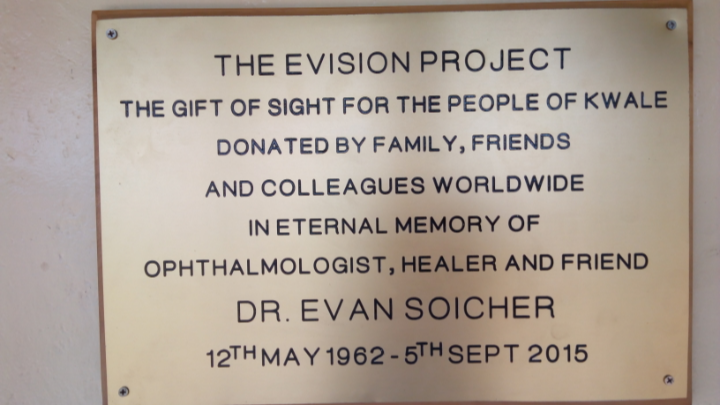 THE EVISION PROJECT
THE GIFT OF SIGHT FOR THE PEOPLE OF KWALE
DONATED BY FAMILY, FRIENDS
AND COLLEAGUES WORLDWIDE
IN ETERNAL MEMORY OF
OPHTHALMOLOGIST, HEALER AND FRIEND
DR. EVAN SOICHER
12TH MAY 1962 - 5TH SEPT 2015